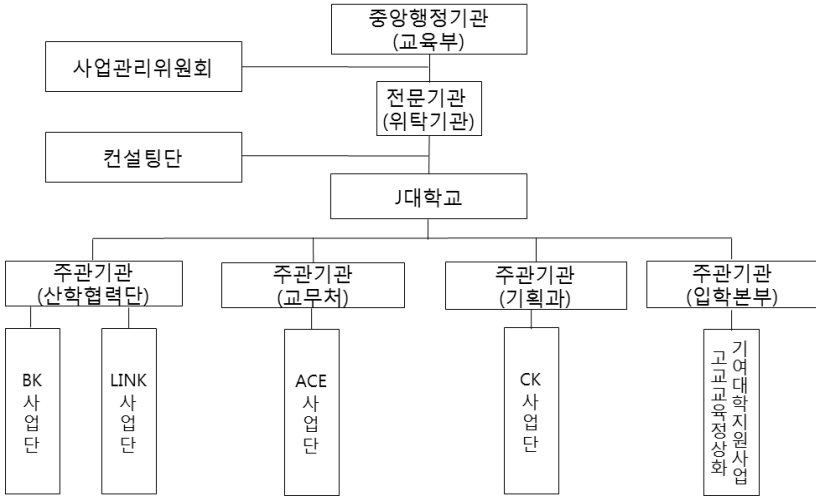 중앙행정기관
(교육부)
사업관리위원회
전문기관
(위탁기관)
컨설팅단
J대학교
주관기관
(산학협력단)
주관기관
(교무처)
주관기관
(기획과)
주관기관
(입학본부)
BK
사
업
단
LINK
사
업
단
ACE
사
업
단
CK
사
업
단
기여대학지원사업
고교교육정상화